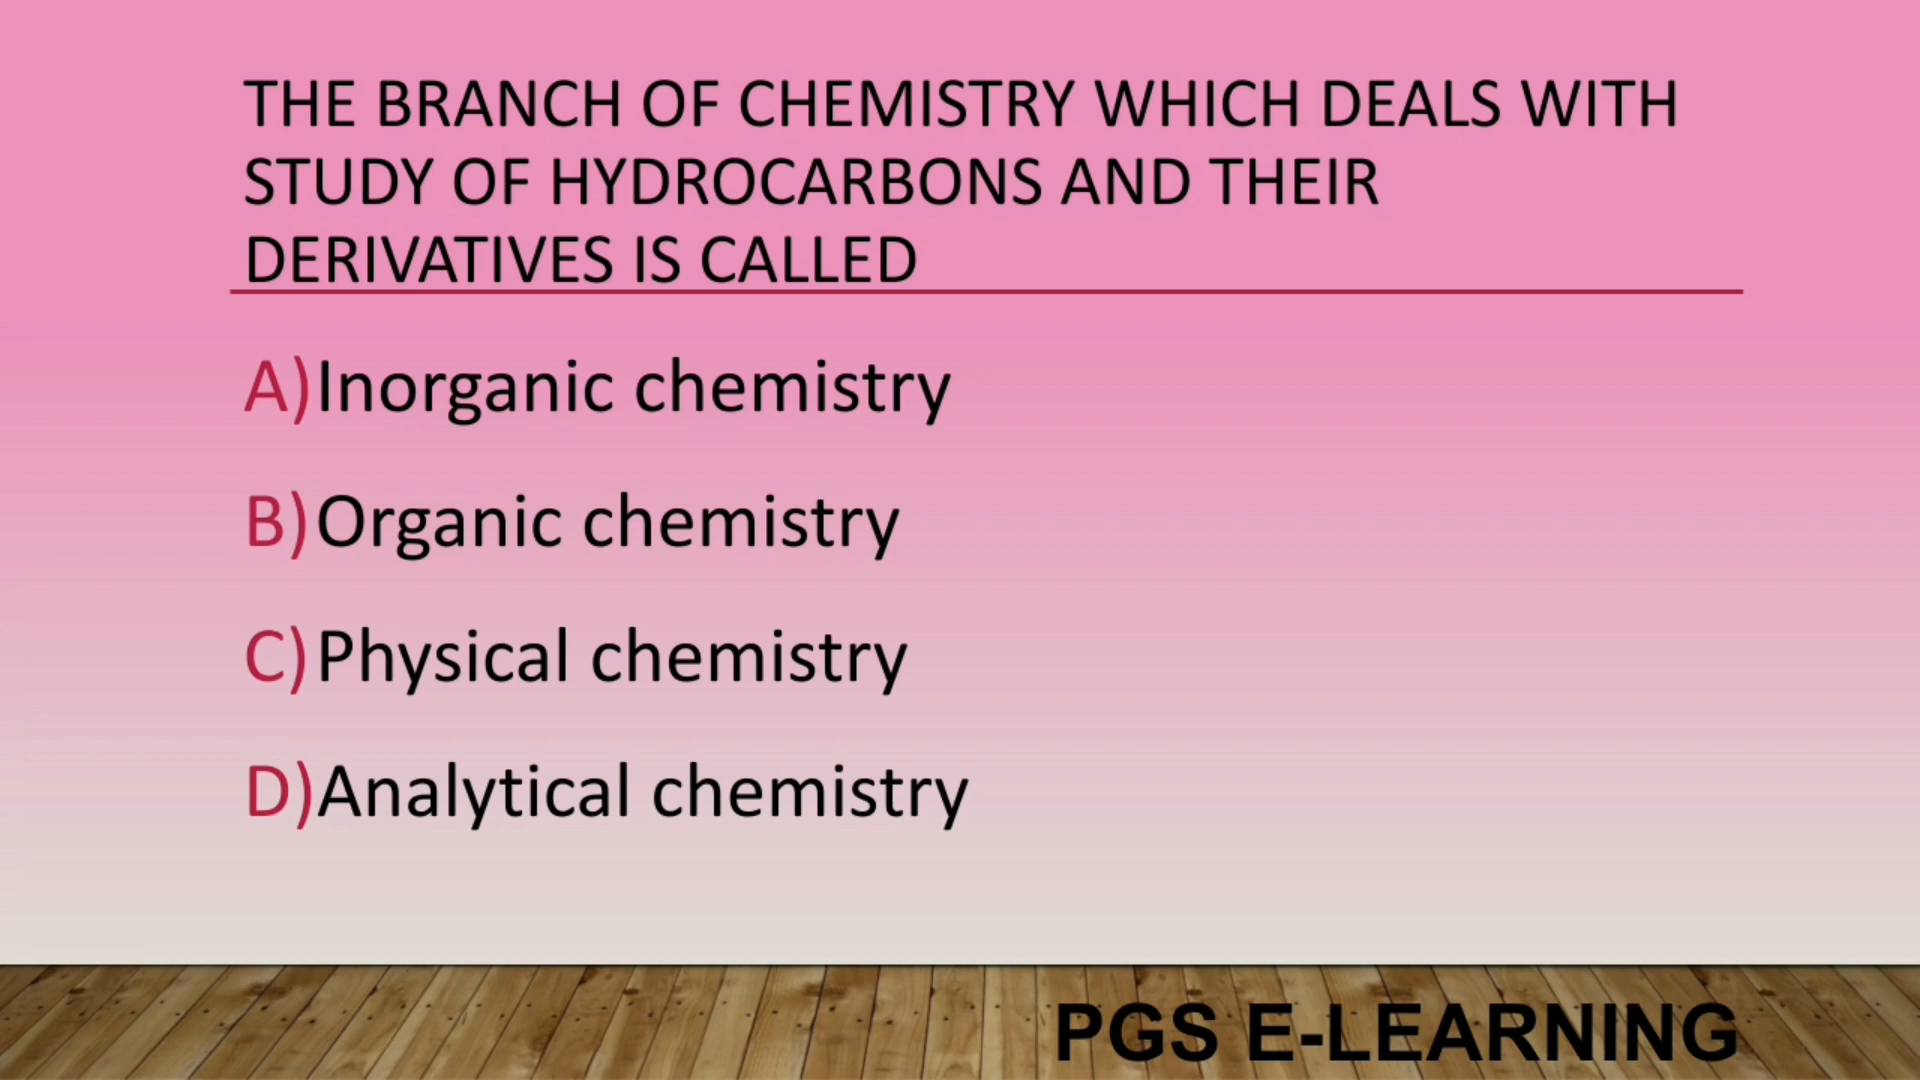 THE BRANCH OF CHEMISTRY WHICH DEALS WITH
STUDY OF HYDROCARBONS AND THEIR
DERIVATIVES IS CALLED
A) Inorganic chemistry
B) Organic chemistry
C) Physical chemistry
D) Analytical chemistry
PGS E-LEARNING